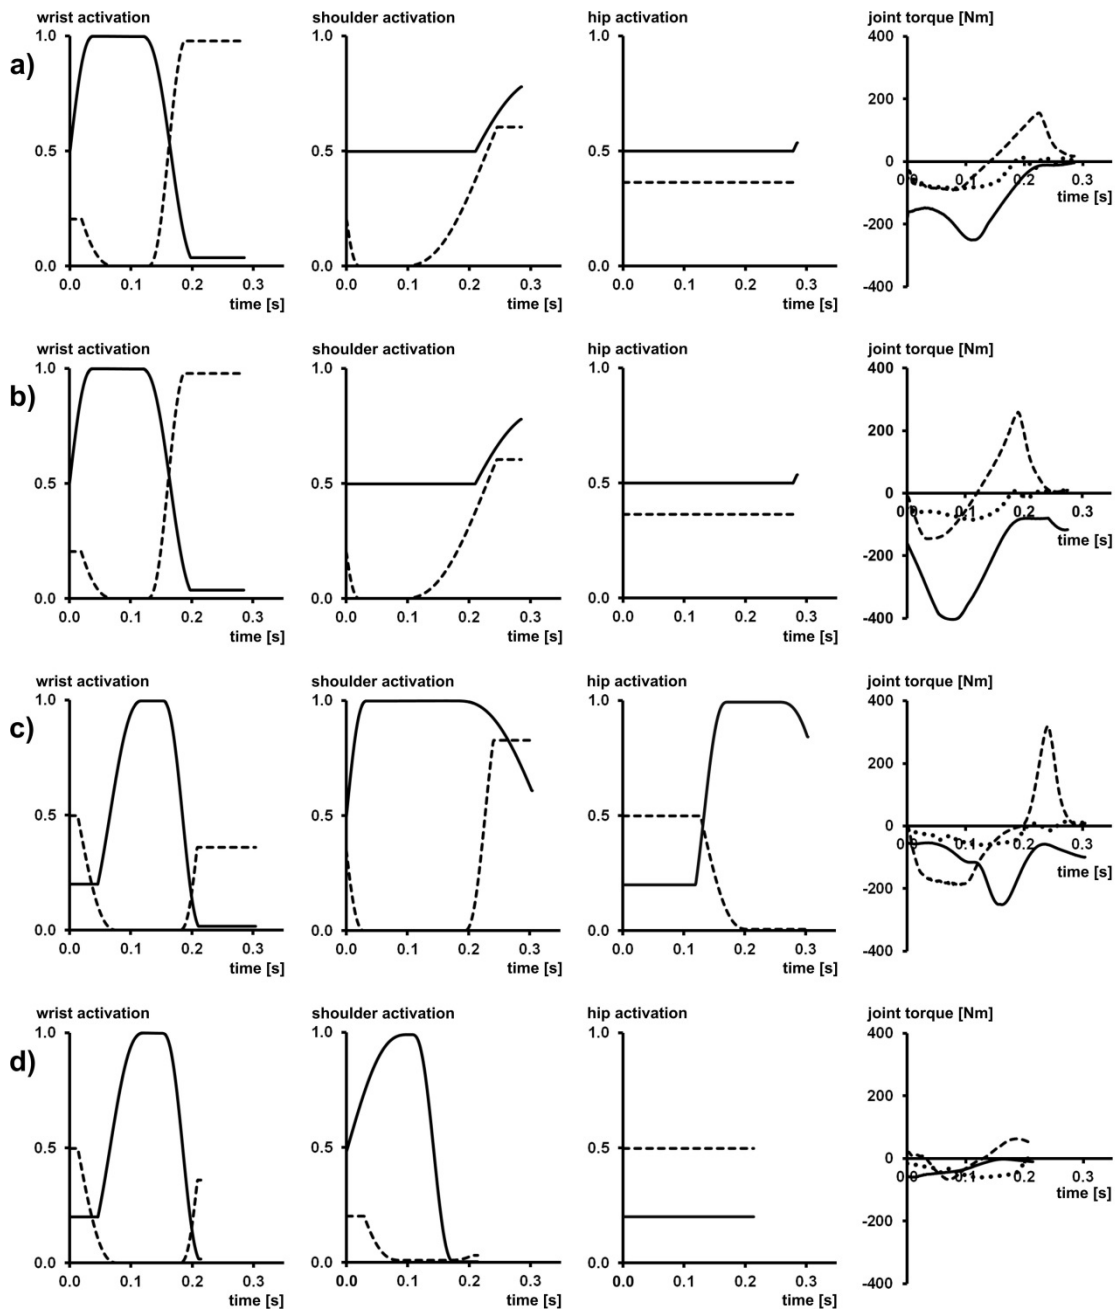 wrist activation shoulder activation hip activation joint torque [Nm]
a)
1.0 1.0 1.0 400
200
0.5 0.5 0.5 0
0.0 0.1 0.2 0.3
time [s]
-200
0.0 0.0 0.0 -400
0.0 0.1 0.2 0.3 0.0 0.1 0.2 0.3 0.0 0.1 0.2 0.3
time [s] time [s] time [s]
wrist activation shoulder activation hip activation joint torque [Nm]
b)
1.0 1.0 1.0 400
200
0.5 0.5 0.5 0
0.0 0.1 0.2 0.3
time [s]
-200
0.0 0.0 0.0 -400
0.0 0.1 0.2 0.3 0.0 0.1 0.2 0.3 0.0 0.1 0.2 0.3
time [s] time [s] time [s]
wrist activation shoulder activation hip activation joint torque [Nm]
c)
1.0 1.0 1.0 400
200
0.5 0.5 0.5 0
0.0 0.1 0.2 0.3
time [s]
-200
0.0 0.0 0.0 -400
0.0 0.1 0.2 0.3 0.0 0.1 0.2 0.3 0.0 0.1 0.2 0.3
time [s] time [s] time [s]
wrist activation shoulder activation hip activation joint torque [Nm]
d)
1.0 1.0 1.0 400
200
0.5 0.5 0.5 0
0.0 0.1 0.2 0.3
time [s]
-200
0.0 0.0 0.0 -400
0.0 0.1 0.2 0.3 0.0 0.1 0.2 0.3 0.0 0.1 0.2 0.3
time [s] time [s] time [s]